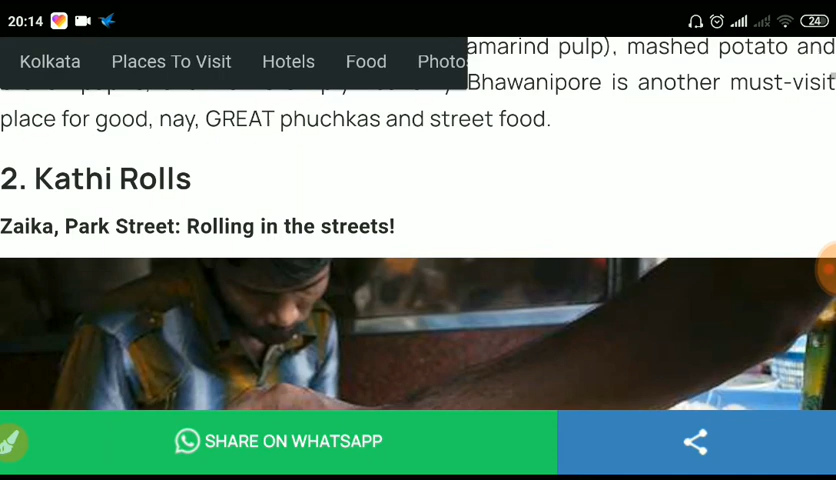 20:14
24
Kolkata Places To Visit Hotels Food Photos
amarind pulp), mashed potato and
Bhawanipore is another must-visit
place for good, nay, GREAT phuchkas and street food.
2. Kathi Rolls
Zaika, Park Street: Rolling in the streets!
SHARE ON WHATSAPP